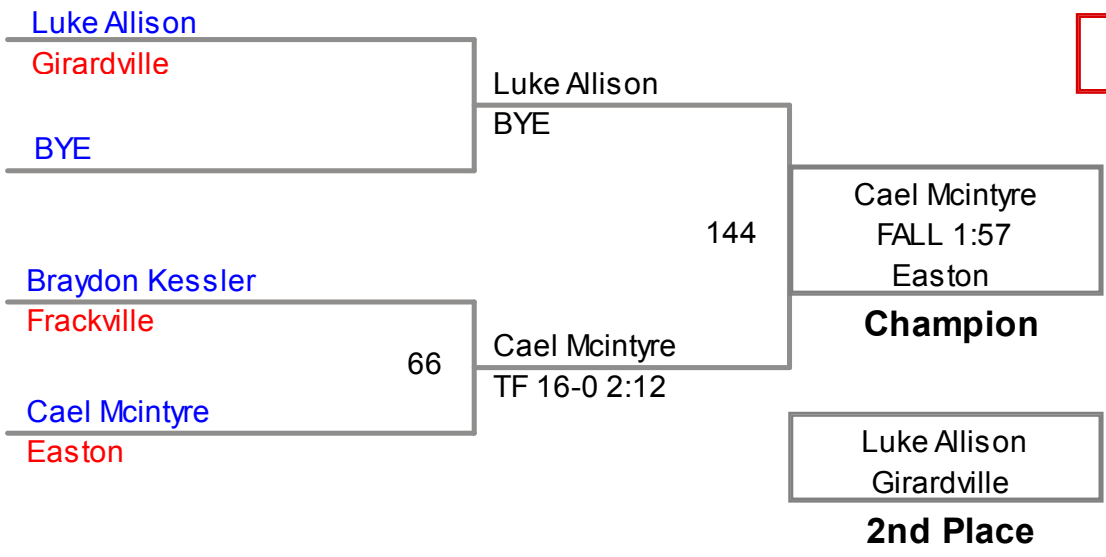 Luke Allison
Girardville
Luke Allison
BYE
BYE
Cael Mcintyre
FALL 1:57
Easton
144
Champion
Braydon Kessler
Frackville
66
Cael Mcintyre
TF 16-0 2:12
Cael Mcintyre
Easton
Luke Allison
Girardville
2nd Place